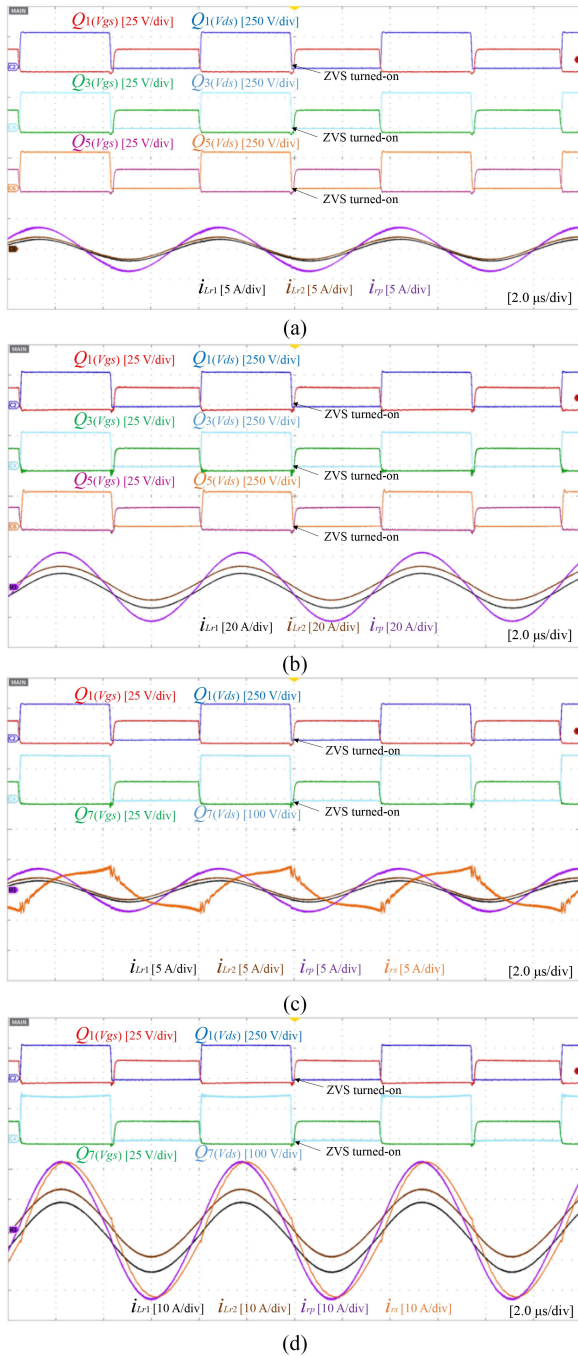 MAIN
Q1(Vgs) [25 V/div] Q1(Vds) [250 V/div]
ZVS turned-on
Q3(Vgs) [25 V/div] Q3(Vds) [250 V/div]
ZVS turned-on
Q5(Vgs) [25 V/div] Q5(Vds) [250 V/div]
ZVS turned-on
iLr1 [5 A/div] iLr2 [5 A/div] irp [5 A/div]
[2.0 μs/div]
(a)
MAIN
Q1(Vgs) [25 V/div] Q1(Vds) [250 V/div]
ZVS turned-on
Q3(Vgs) [25 V/div] Q3(Vds) [250 V/div]
ZVS turned-on
Q5(Vgs) [25 V/div] Q5(Vds) [250 V/div]
ZVS turned-on
iLr1 [20 A/div] iLr2 [20 A/div] irp [20 A/div]
[2.0 μs/div]
(b)
MAIN
Q1(Vgs) [25 V/div] Q1(Vds) [250 V/div]
ZVS turned-on
ZVS turned-on
Q7(Vgs) [25 V/div] Q7(Vds) [100 V/div]
iLr1 [5 A/div] iLr2 [5 A/div] irp [5 A/div] irs [5 A/div]
[2.0 μs/div]
(c)
MAIN
Q1(Vgs) [25 V/div] Q1(Vds) [250 V/div]
ZVS turned-on
ZVS turned-on
Q7(Vgs) [25 V/div] Q7(Vds) [100 V/div]
iLr1 [10 A/div] iLr2 [10 A/div] irp [10 A/div] irs [10 A/div]
[2.0 μs/div]
(d)